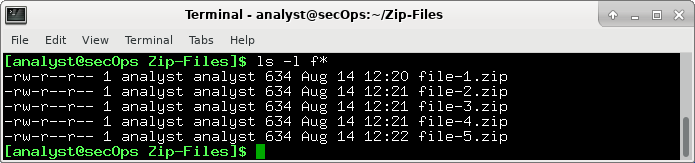 Terminal - analyst@secOps:~/Zip-Files
File Edit View Terminal Tabs Help
[analyst@secOps Zip-Files]$ ls -l f*
-rw-r--r-- 1 analyst analyst 634 Aug 14 12:20 file-1.zip
-rw-r--r-- 1 analyst analyst 634 Aug 14 12:21 file-2.zip
-rw-r--r-- 1 analyst analyst 634 Aug 14 12:21 file-3.zip
-rw-r--r-- 1 analyst analyst 634 Aug 14 12:21 file-4.zip
-rw-r--r-- 1 analyst analyst 634 Aug 14 12:22 file-5.zip
[analyst@secOps Zip-Files]$